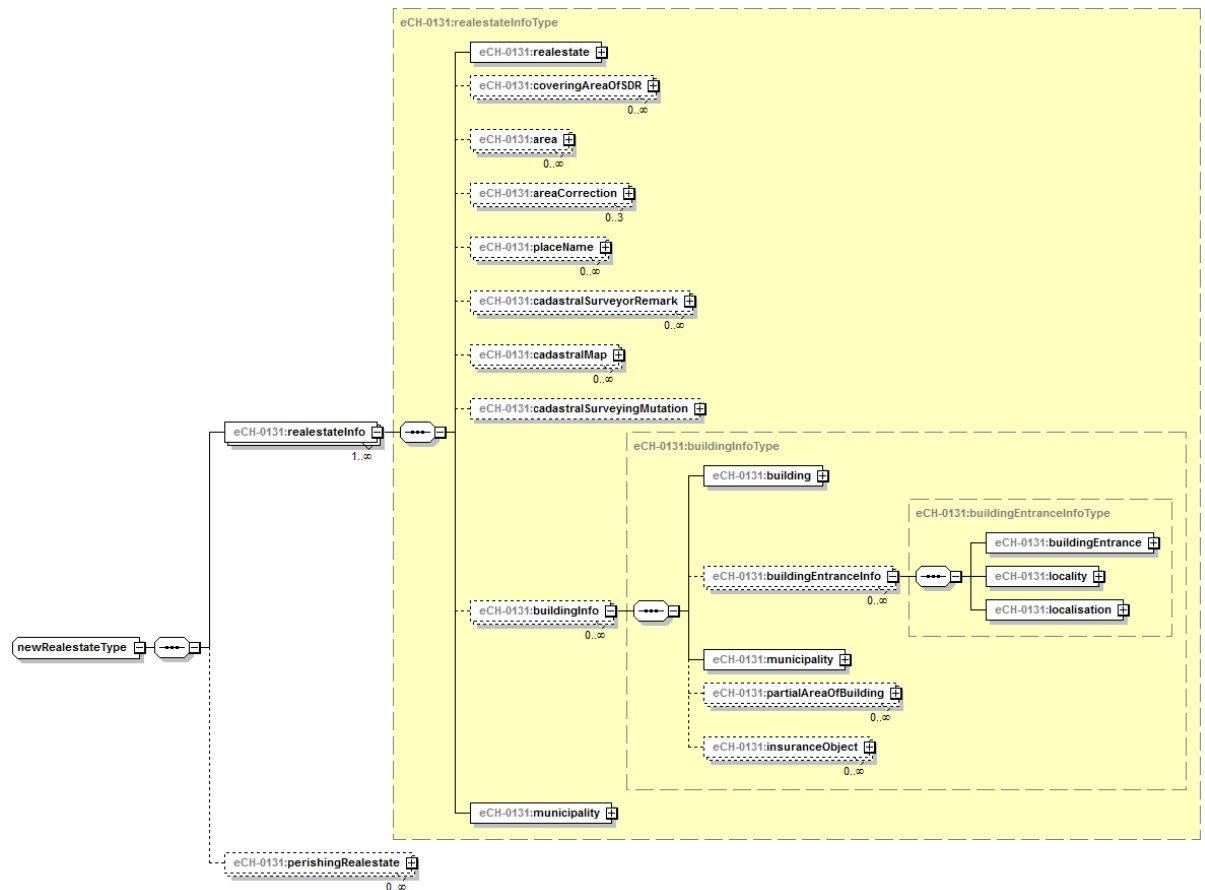 eCH-0131:realestateInfoType
eCH-0131:realestate
eCH-0131:coveringAreaOfSDR
0..∞
eCH-0131:area
0..∞
eCH-0131:areaCorrection
0..3
eCH-0131:placeName
0..∞
eCH-0131:cadastralSurveyorRemark
0..∞
eCH-0131:cadastralMap
0..∞
eCH-0131:cadastralSurveyingMutation
eCH-0131:realestateInfo
1..∞
eCH-0131:buildingInfoType
eCH-0131:building
eCH-0131:buildingEntranceInfoType
eCH-0131:buildingEntrance
eCH-0131:buildingEntranceInfo
0..∞
eCH-0131:locality
eCH-0131:localisation
eCH-0131:buildingInfo
0..∞
newRealestateType
eCH-0131:municipality
eCH-0131:partialAreaOfBuilding
0..∞
eCH-0131:insuranceObject
0..∞
eCH-0131:municipality
eCH-0131:perishingRealestate
0..∞